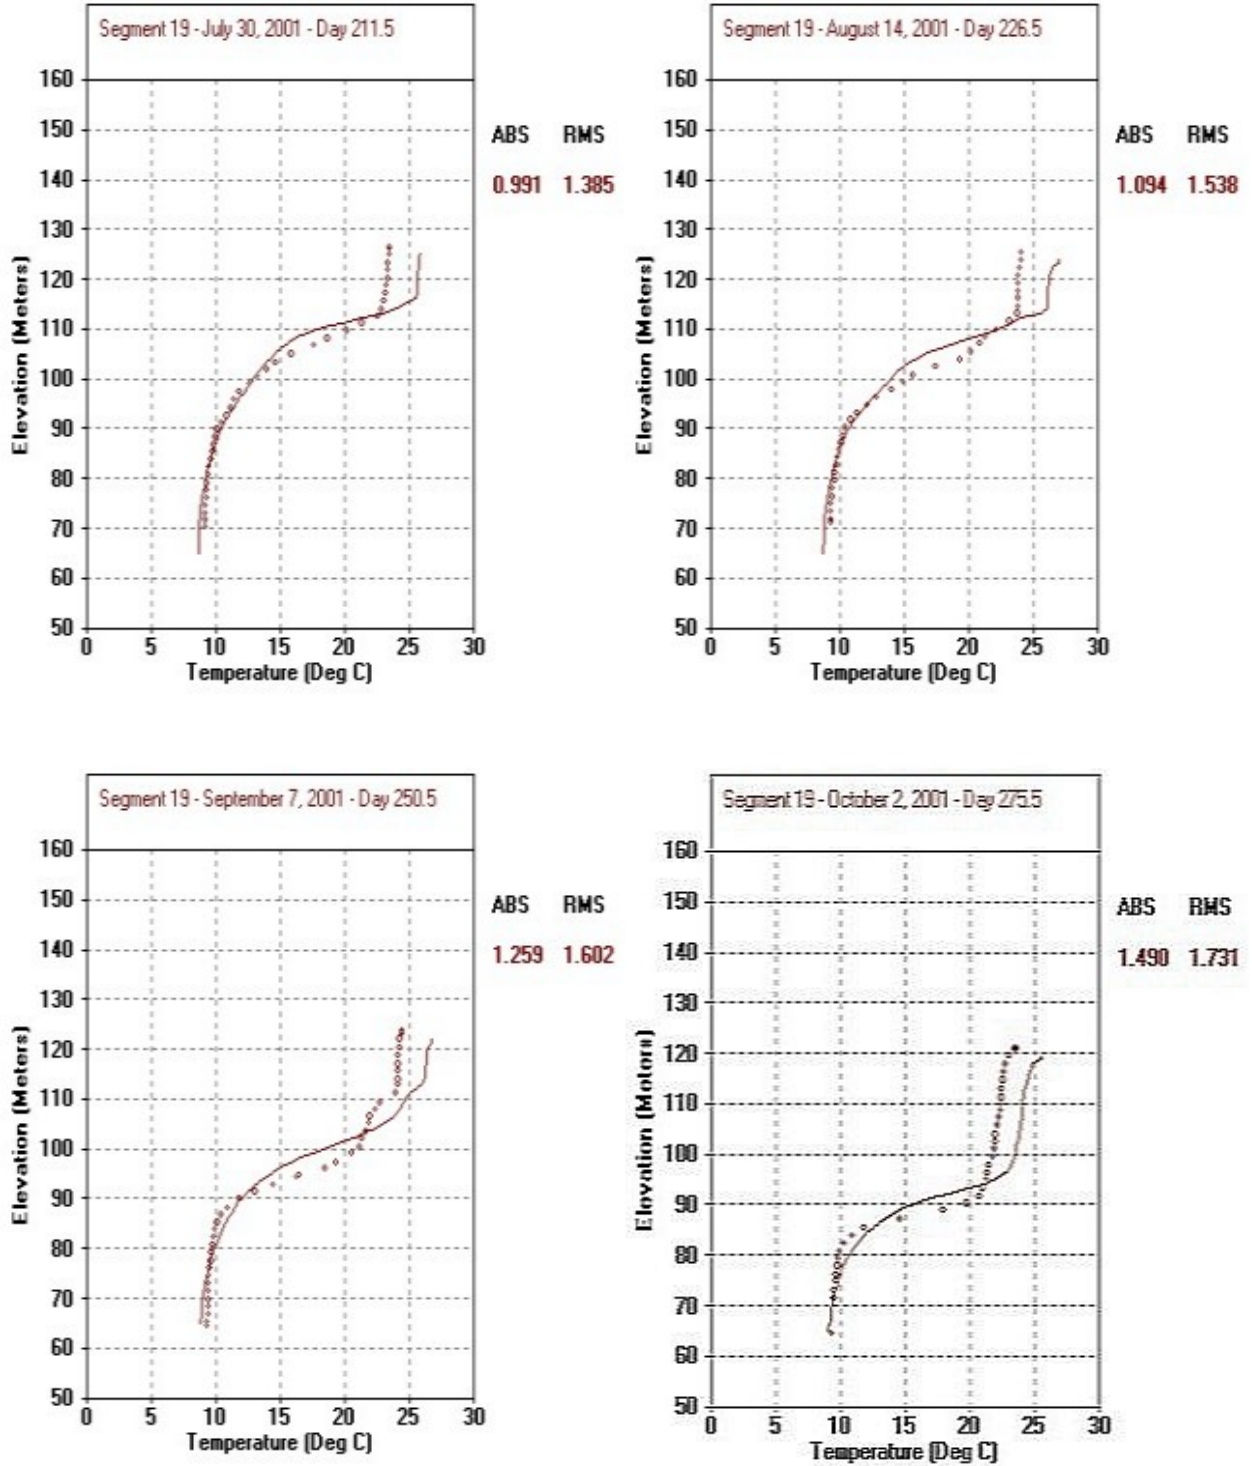 Segment 19 - July 30, 2001 - Day 211.5
160
150
140
130
120
110
100
90
80
70
60
50
0 5 10 15 20 25 30
Elevation (Meters)
Temperature (Deg C)
ABS RMS
0.991 1.385
Segment 19 - August 14, 2001 - Day 226.5
160
150
140
130
120
110
100
90
80
70
60
50
0 5 10 15 20 25 30
Elevation (Meters)
Temperature (Deg C)
ABS RMS
1.094 1.538
Segment 19 - September 7, 2001 - Day 250.5
160
150
140
130
120
110
100
90
80
70
60
50
0 5 10 15 20 25 30
Elevation (Meters)
Temperature (Deg C)
ABS RMS
1.259 1.602
Segment 19 - October 2, 2001 - Day 275.5
160
150
140
130
120
110
100
90
80
70
60
50
0 5 10 15 20 25 30
Elevation (Meters)
Temperature (Deg C)
ABS RMS
1.490 1.731